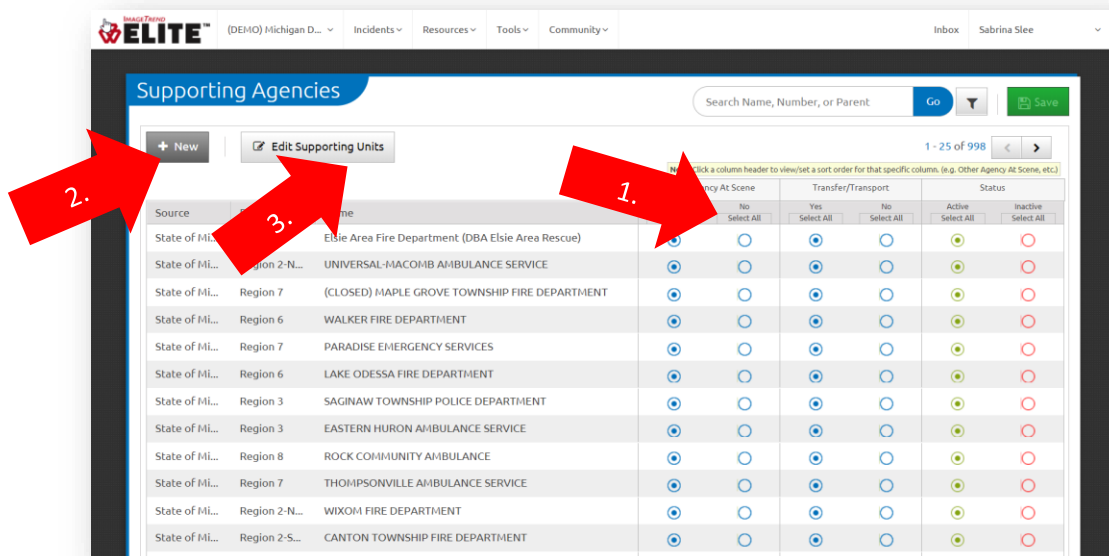 IMAGETREND
ELITE™ (DEMO) Michigan D... Incidents Resources Tools Community Inbox Sabrina Slee
Supporting Agencies Search Name, Number, or Parent Go Save
+ New Edit Supporting Units 1 - 25 of 998 < >
Click a column header to view/set a sort order for that specific column. (e.g. Other Agency At Scene, etc.)
At Scene Transfer/Transport Status
2. 3. 1.
No Yes No Active Inactive
Source Select All Select All Select All Select All Select All
State of Mi... Elsie Area Fire Department (DBA Elsie Area Rescue)
State of Mi... 2-N... UNIVERSAL-MACOMB AMBULANCE SERVICE
State of Mi... Region 7 (CLOSED) MAPLE GROVE TOWNSHIP FIRE DEPARTMENT
State of Mi... Region 6 WALKER FIRE DEPARTMENT
State of Mi... Region 7 PARADISE EMERGENCY SERVICES
State of Mi... Region 6 LAKE ODESSA FIRE DEPARTMENT
State of Mi... Region 3 SAGINAW TOWNSHIP POLICE DEPARTMENT
State of Mi... Region 3 EASTERN HURON AMBULANCE SERVICE
State of Mi... Region 8 ROCK COMMUNITY AMBULANCE
State of Mi... Region 7 THOMPSONVILLE AMBULANCE SERVICE
State of Mi... Region 2-N... WIXOM FIRE DEPARTMENT
State of Mi... Region 2-S... CANTON TOWNSHIP FIRE DEPARTMENT